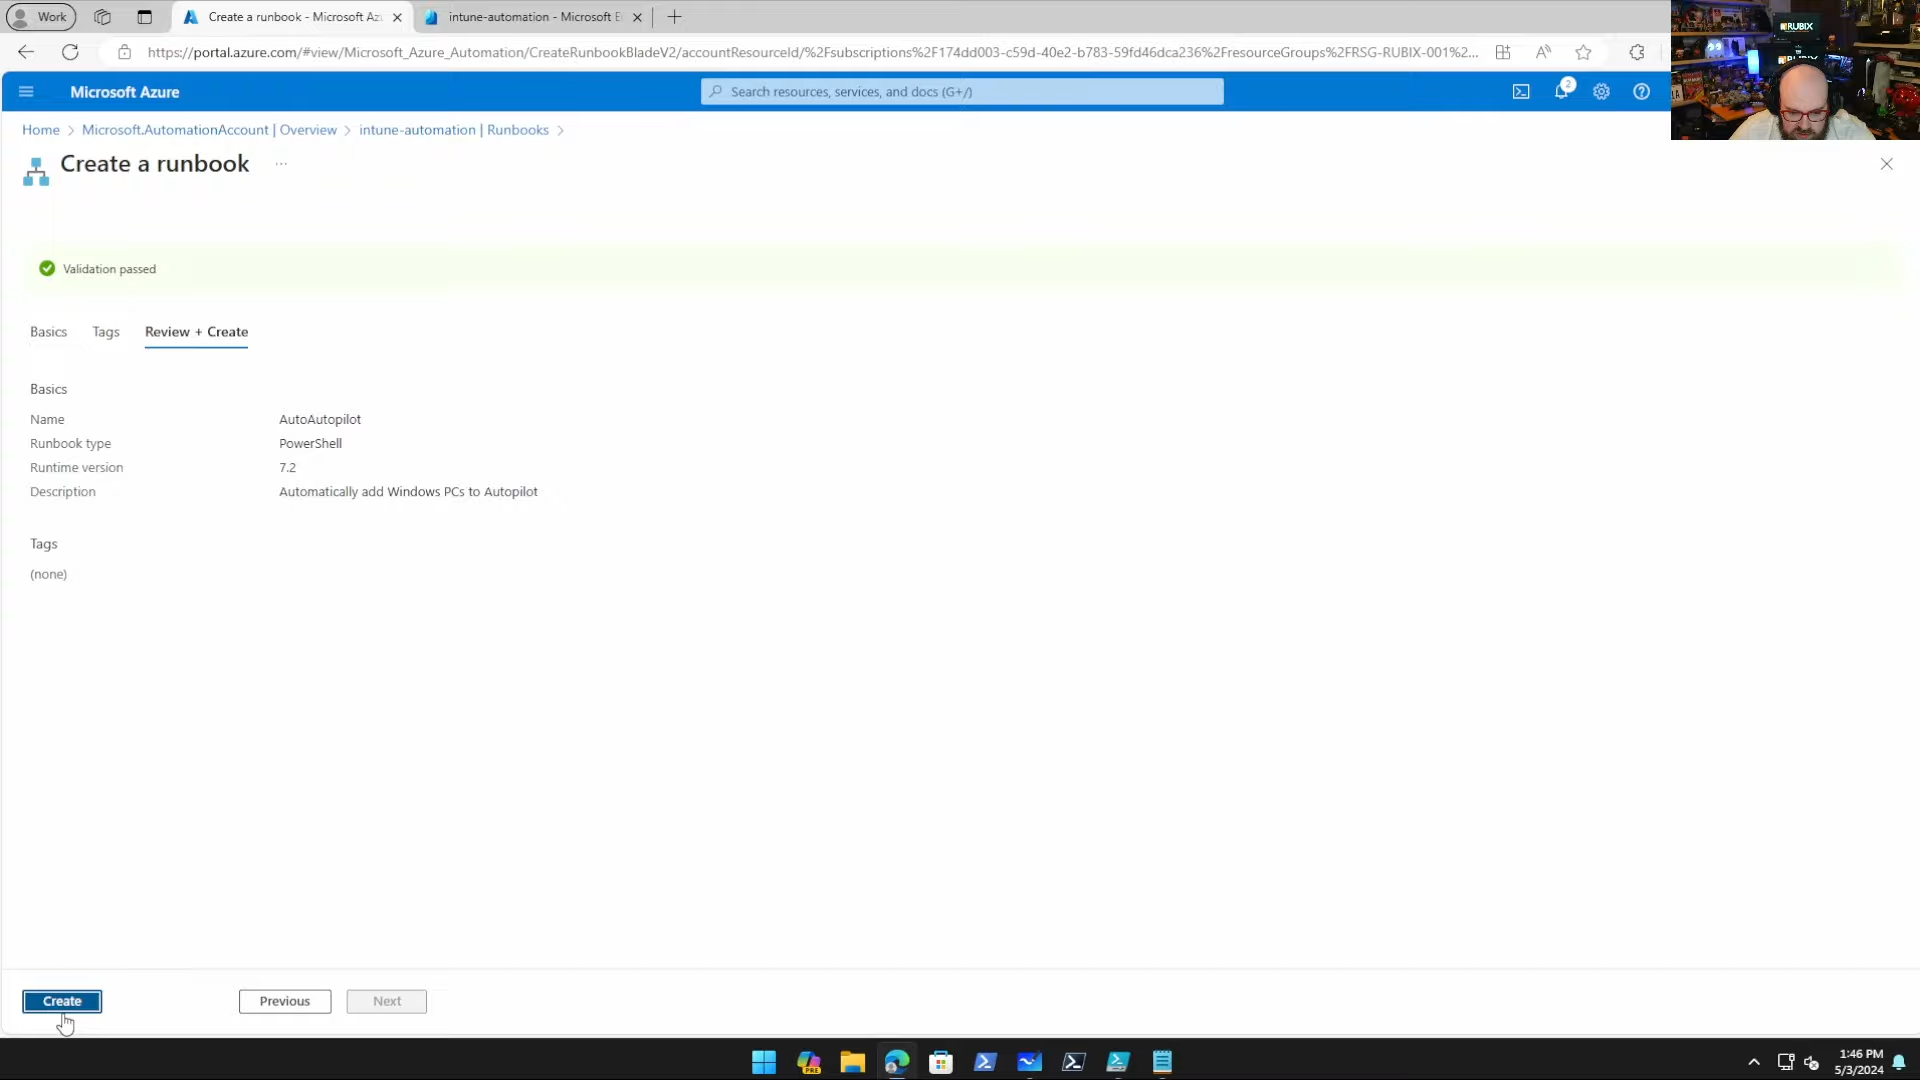 Work
Create a runbook - Microsoft Az
intune-automation - Microsoft E
https://portal.azure.com/#view/Microsoft_Azure_Automation/CreateRunbookBladeV2/accountResourceId/%2Fsubscriptions%2F174dd003-c59d-40e2-b783-59fd46dca236%2FresourceGroups%2FRSG-RUBIX-001%2...
Microsoft Azure
Search resources, services, and docs (G+/)
2
RUBIX
Home > Microsoft.AutomationAccount | Overview > intune-automation | Runbooks >
Create a runbook ...
Validation passed
Basics Tags Review + Create
Basics
Name AutoAutopilot
Runbook type PowerShell
Runtime version 7.2
Description Automatically add Windows PCs to Autopilot
Tags
(none)
Create Previous Next
PRE
1:46 PM
5/3/2024